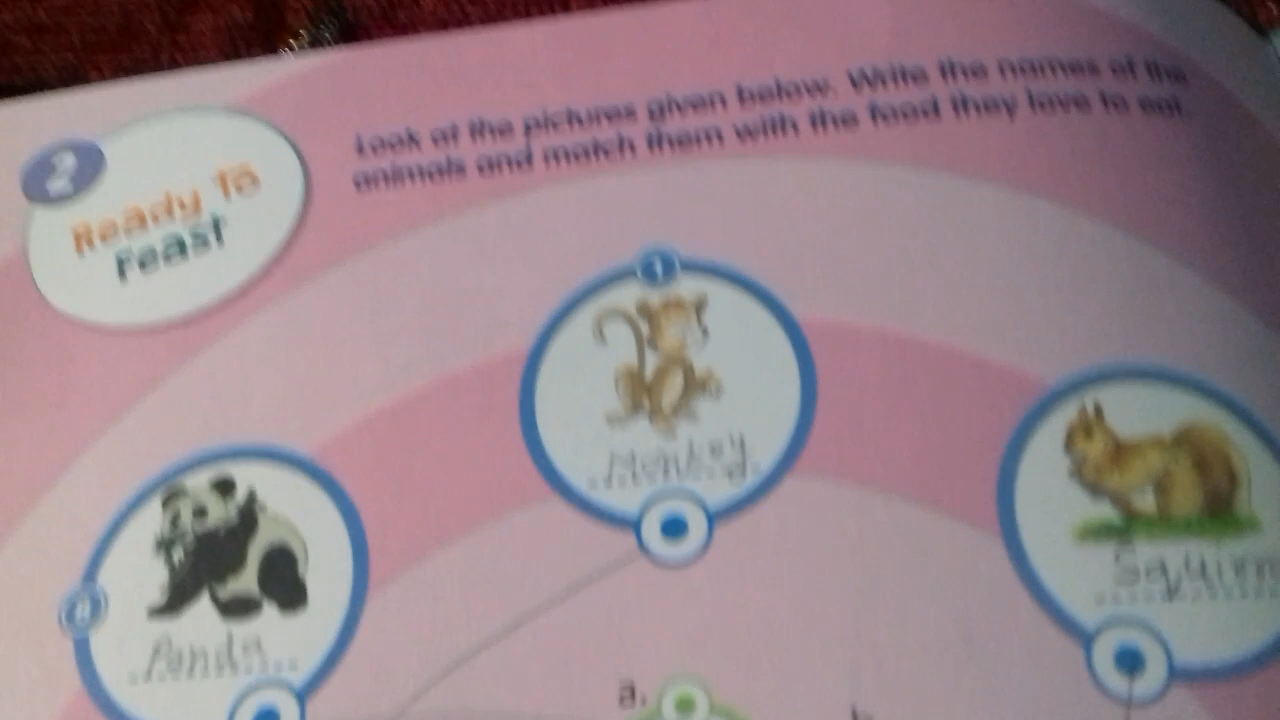 2
Ready To
Feast
Look at the pictures given below. Write the names of the
animals and match them with the food they love to eat.
1
Monkey
8
Panda
a.